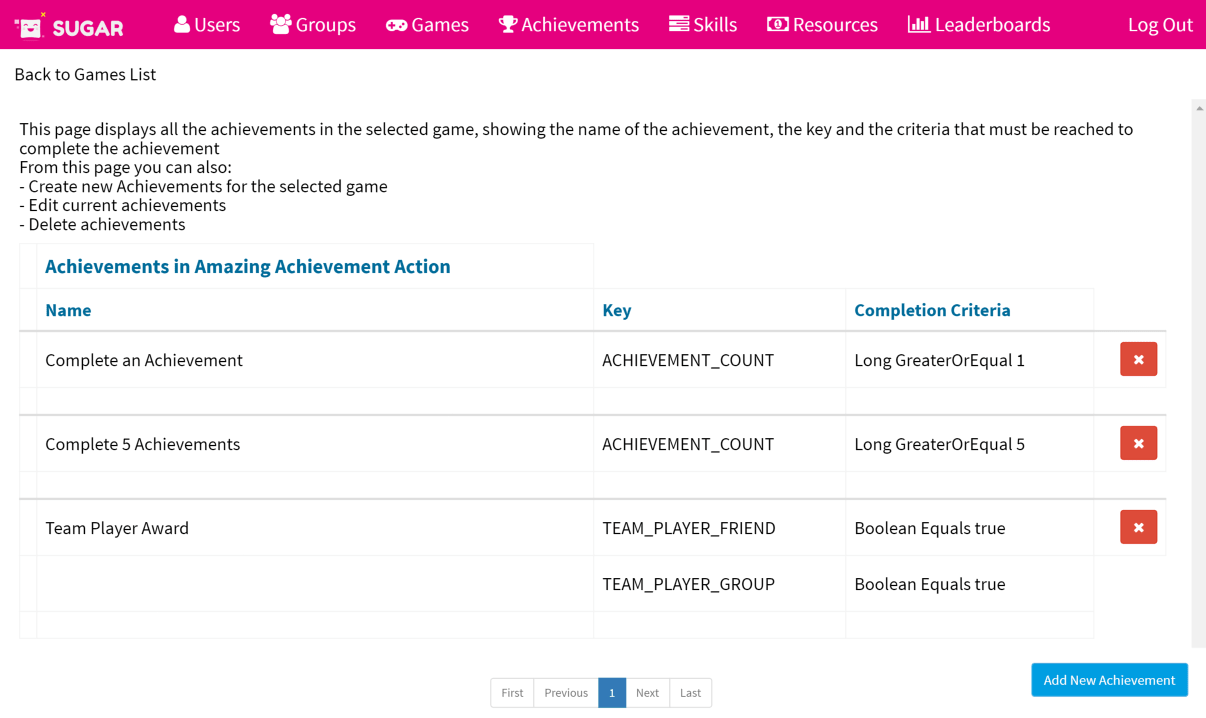 SUGAR Users Groups Games Achievements Skills Resources Leaderboards Log Out
Back to Games List
This page displays all the achievements in the selected game, showing the name of the achievement, the key and the criteria that must be reached to
complete the achievement
From this page you can also:
- Create new Achievements for the selected game
- Edit current achievements
- Delete achievements
Achievements in Amazing Achievement Action
Name Key Completion Criteria
Complete an Achievement ACHIEVEMENT_COUNT Long GreaterOrEqual 1
Complete 5 Achievements ACHIEVEMENT_COUNT Long GreaterOrEqual 5
Team Player Award TEAM_PLAYER_FRIEND Boolean Equals true
TEAM_PLAYER_GROUP Boolean Equals true
Add New Achievement
First Previous 1 Next Last